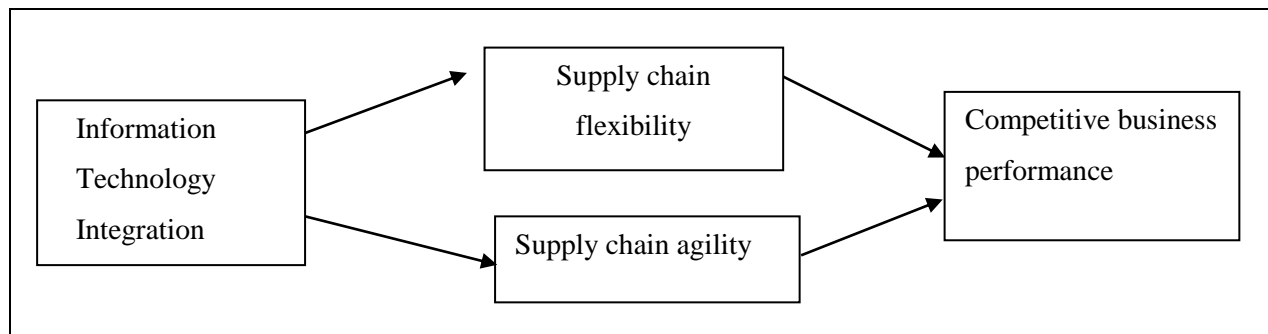 Information
Technology
Integration
Supply chain
flexibility
Supply chain agility
Competitive business
performance